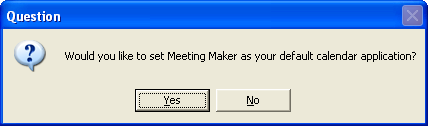 Question
Would you like to set Meeting Maker as your default calendar application?
Yes
No